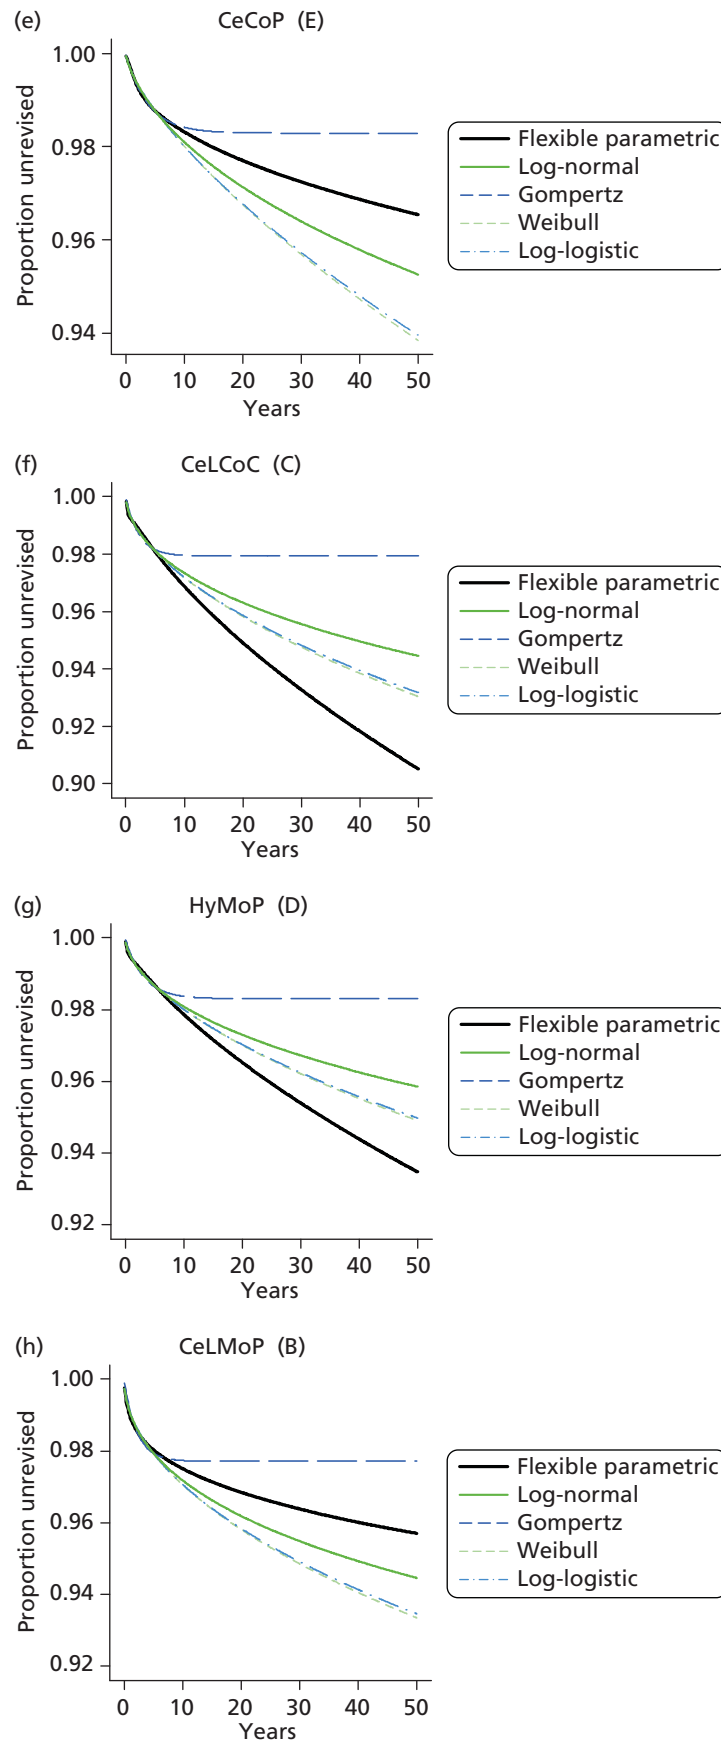 (e)
CeCoP (E)
1.00
0.98
0.96
0.94
Proportion unrevised
0 10 20 30 40 50
Years
Flexible parametric
Log-normal
Gompertz
Weibull
Log-logistic
(f)
CeLCoC (C)
1.00
0.98
0.96
0.94
0.92
0.90
Proportion unrevised
0 10 20 30 40 50
Years
Flexible parametric
Log-normal
Gompertz
Weibull
Log-logistic
(g)
HyMoP (D)
1.00
0.98
0.96
0.94
0.92
Proportion unrevised
0 10 20 30 40 50
Years
Flexible parametric
Log-normal
Gompertz
Weibull
Log-logistic
(h)
CeLMoP (B)
1.00
0.98
0.96
0.94
0.92
Proportion unrevised
0 10 20 30 40 50
Years
Flexible parametric
Log-normal
Gompertz
Weibull
Log-logistic